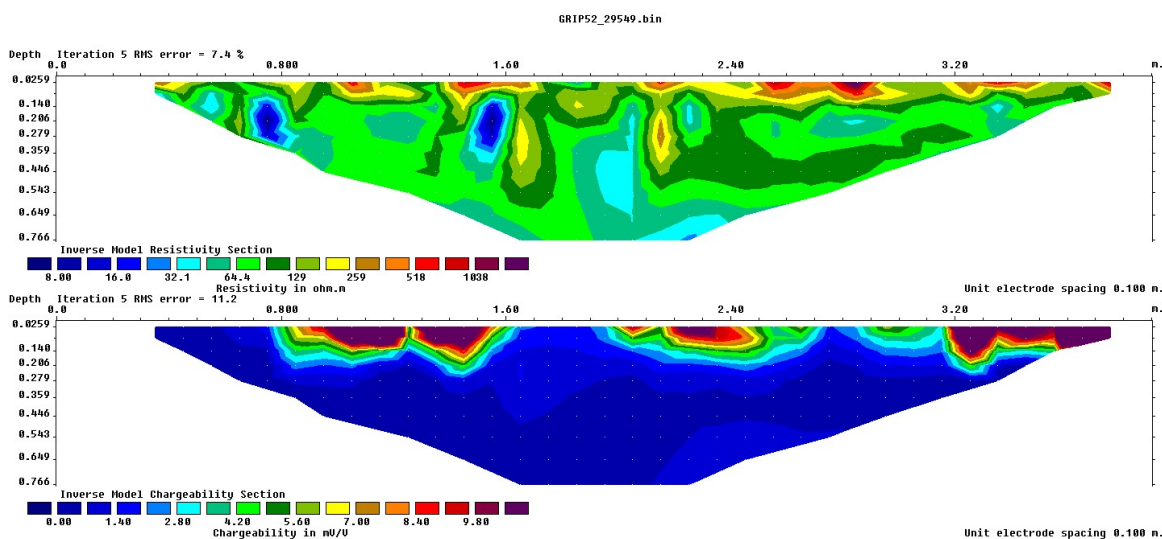 GRIP52_29549.bin
Depth Iteration 5 RMS error = 7.4 %
0.0 0.800 1.60 2.40 3.20 m.
0.0259
0.140
0.206
0.279
0.359
0.446
0.543
0.649
0.766
Inverse Model Resistivity Section
8.00 16.0 32.1 64.4 129 259 518 1038
Resistivity in ohm.m
Unit electrode spacing 0.100 m.
Depth Iteration 5 RMS error = 11.2
0.0 0.800 1.60 2.40 3.20 m.
0.0259
0.140
0.206
0.279
0.359
0.446
0.543
0.649
0.766
Inverse Model Chargeability Section
0.00 1.40 2.80 4.20 5.60 7.00 8.40 9.80
Chargeability in mV/V
Unit electrode spacing 0.100 m.